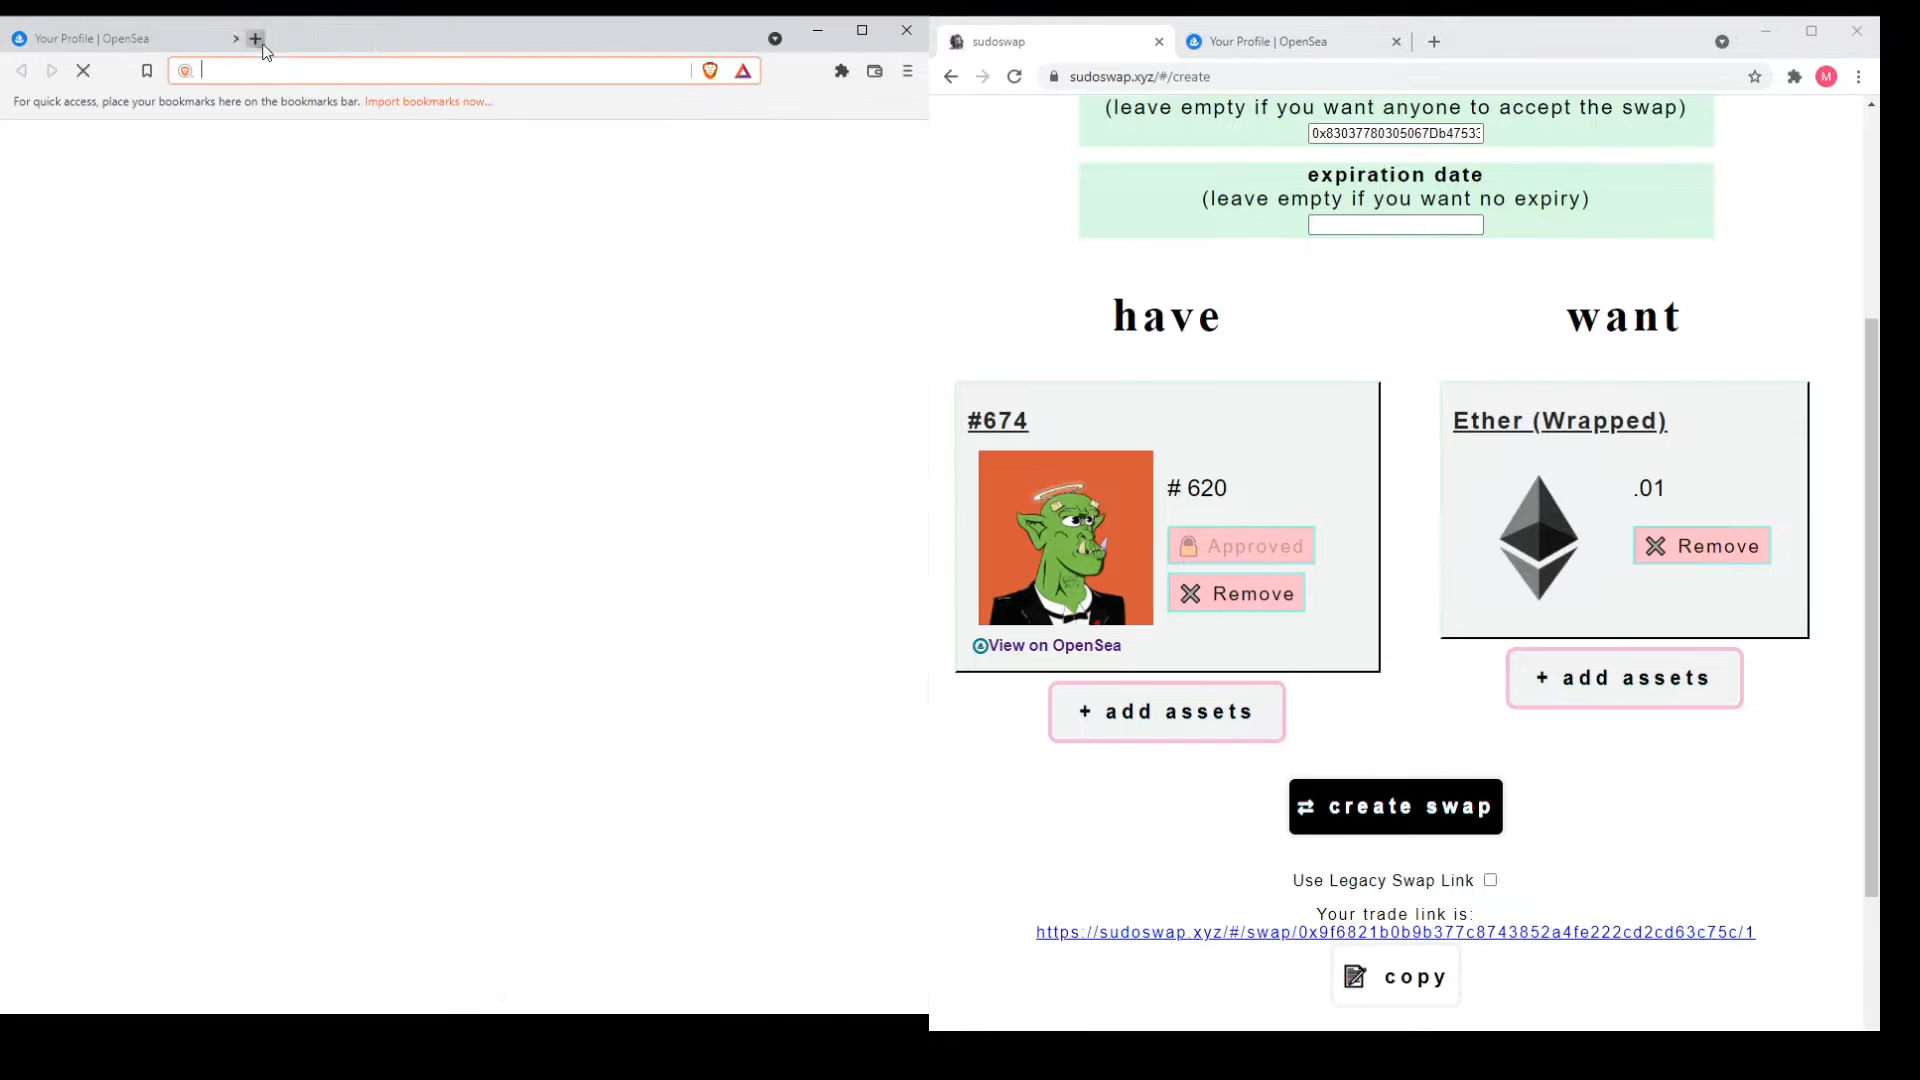 Your Profile | OpenSea
For quick access, place your bookmarks here on the bookmarks bar. Import bookmarks now...
sudoswap
Your Profile | OpenSea
sudoswap.xyz/#/create
M
(leave empty if you want anyone to accept the swap)
0x83037780305067Db47533
expiration date
(leave empty if you want no expiry)
have
want
#674
# 620
Approved
Remove
View on OpenSea
+ add assets
Ether (Wrapped)
.01
Remove
+ add assets
create swap
Use Legacy Swap Link
Your trade link is:
https://sudoswap.xyz/#/swap/0x9f6821b0b9b377c8743852a4fe222cd2cd63c75c/1
copy